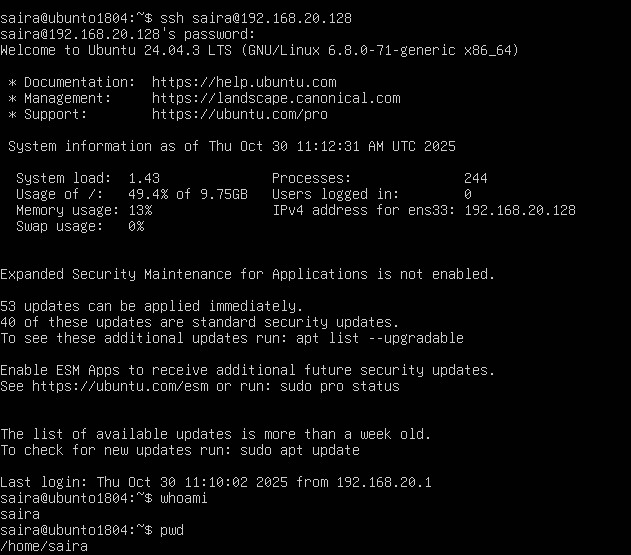 saira@ubunto1804:~$ ssh saira@192.168.20.128
saira@192.168.20.128's password:
Welcome to Ubuntu 24.04.3 LTS (GNU/Linux 6.8.0-71-generic x86_64)
* Documentation:  https://help.ubuntu.com
* Management:     https://landscape.canonical.com
* Support:        https://ubuntu.com/pro
System information as of Thu Oct 30 11:12:31 AM UTC 2025
System load:  1.43              Processes:              244
Usage of /:   49.4% of 9.75GB   Users logged in:        0
Memory usage: 13%               IPv4 address for ens33: 192.168.20.128
Swap usage:   0%
Expanded Security Maintenance for Applications is not enabled.
53 updates can be applied immediately.
40 of these updates are standard security updates.
To see these additional updates run: apt list --upgradable
Enable ESM Apps to receive additional future security updates.
See https://ubuntu.com/esm or run: sudo pro status
The list of available updates is more than a week old.
To check for new updates run: sudo apt update
Last login: Thu Oct 30 11:10:02 2025 from 192.168.20.1
saira@ubunto1804:~$ whoami
saira
saira@ubunto1804:~$ pwd
/home/saira